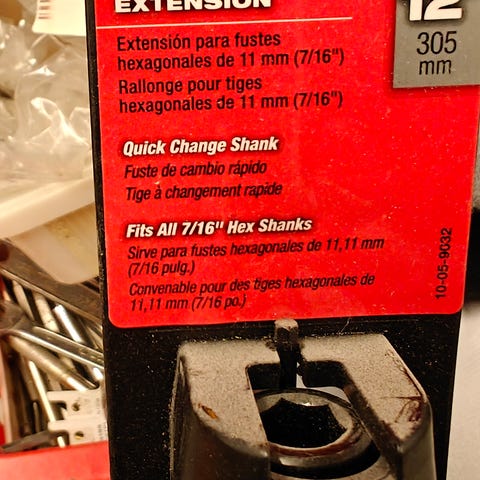 EXTENSION
12
305
mm
Extensión para fustes
hexagonales de 11 mm (7/16")
Rallonge pour tiges
hexagonales de 11 mm (7/16")
Quick Change Shank
Fuste de cambio rápido
Tige à changement rapide
Fits All 7/16" Hex Shanks
Sirve para fustes hexagonales de 11,11 mm
(7/16 pulg.)
Convenable pour des tiges hexagonales de
11,11 mm (7/16 po.)
10-05-9032